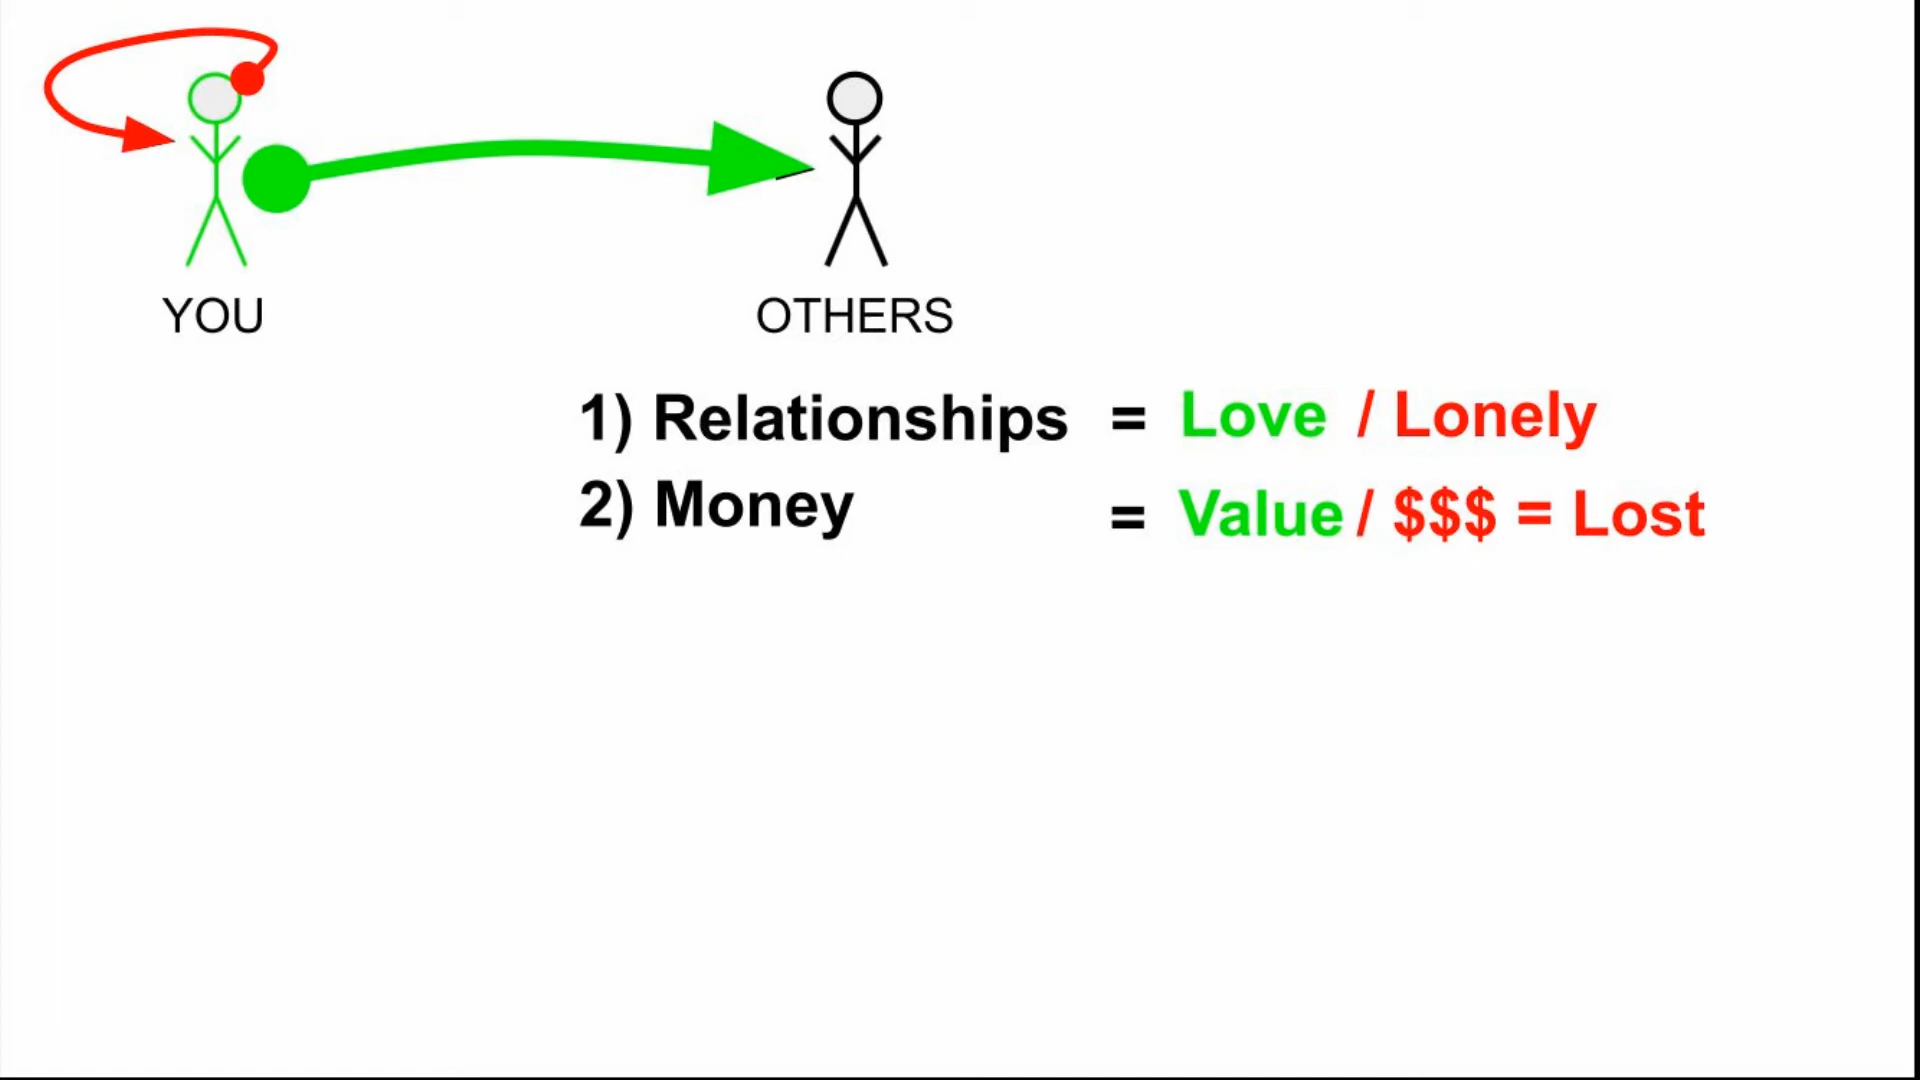 YOU
OTHERS
1) Relationships = Love / Lonely
2) Money = Value / $$$ = Lost